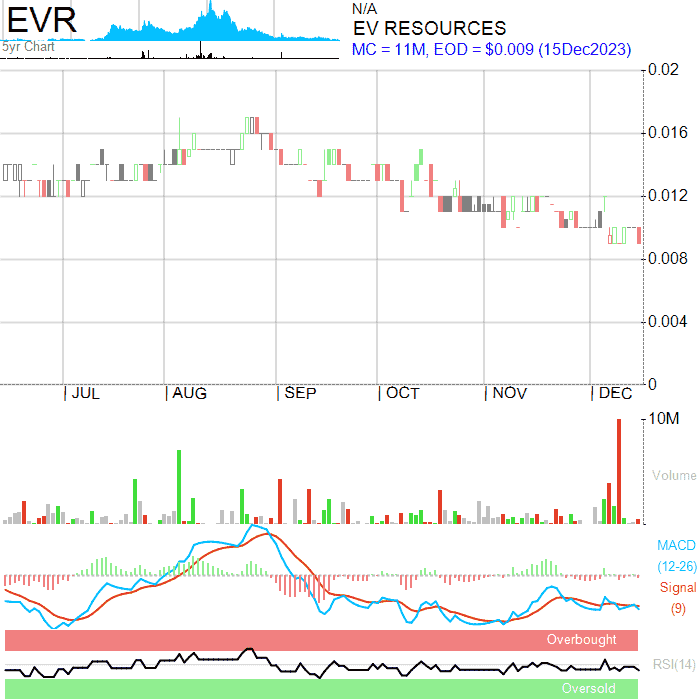 EVR
5yr Chart
N/A
EV RESOURCES
MC = 11M, EOD = $0.009 (15Dec2023)
0.02
0.016
0.012
0.008
0.004
0
JUL AUG SEP OCT NOV DEC
10M
Volume
MACD
(12-26)
Signal
(9)
Overbought
RSI(14)
Oversold